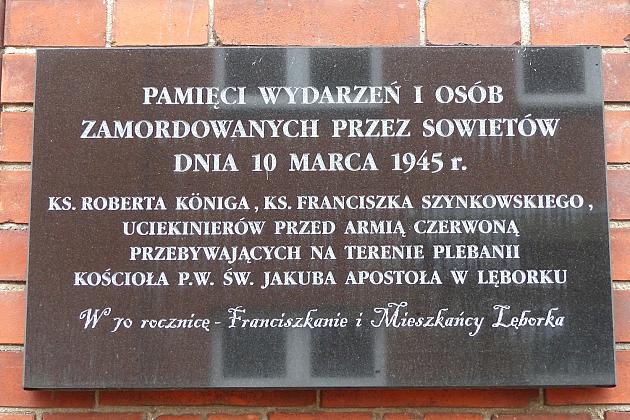 PAMIĘCI WYDARZEŃ I OSÓB
ZAMORDOWANYCH PRZEZ SOWIETÓW
DNIA 10 MARCA 1945 r.
KS. ROBERTA KÖNIGA, KS. FRANCISZKA SZYNKOWSKIEGO,
UCIEKINIERÓW PRZED ARMIĄ CZERWONĄ
PRZEBYWAJĄCYCH NA TERENIE PLEBANII
KOŚCIOŁA P.W. ŚW. JAKUBA APOSTOŁA W LĘBORKU
W 70 rocznicę - Franciszkanie i Mieszkańcy Lęborka